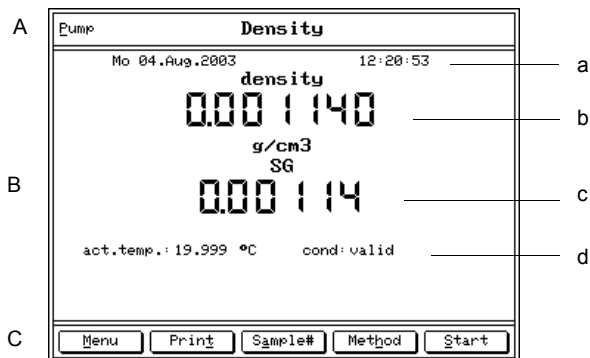 A Pump Density
Mo 04.Aug.2003 12:20:53 a
density
0.001140 b
g/cm3
SG
B
0.00114 c
act.temp.: 19.999 °C cond: valid d
C Menu Print Sample# Method Start